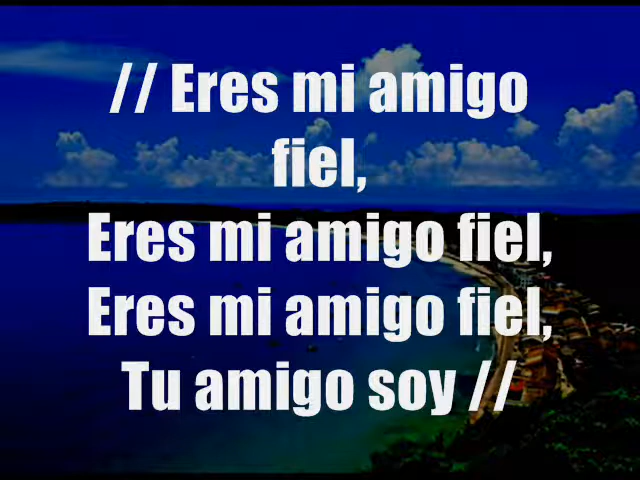 // Eres mi amigo
fiel,
Eres mi amigo fiel,
Eres mi amigo fiel,
Tu amigo soy //